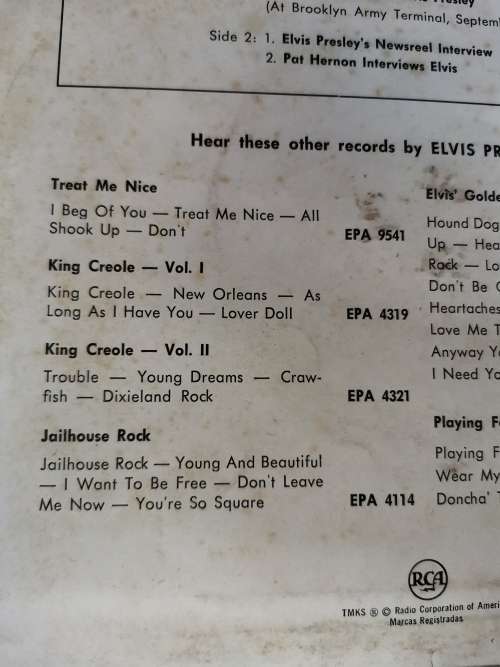 Presley
(At Brooklyn Army Terminal, Septem
Side 2: 1. Elvis Presley's Newsreel Interview
2. Pat Hernon Interviews Elvis
Hear these other records by ELVIS PR
Treat Me Nice
I Beg Of You — Treat Me Nice — All
Shook Up — Don't
EPA 9541
King Creole — Vol. I
King Creole — New Orleans — As
Long As I Have You — Lover Doll
EPA 4319
King Creole — Vol. II
Trouble — Young Dreams — Craw-
fish — Dixieland Rock
EPA 4321
Jailhouse Rock
Jailhouse Rock — Young And Beautiful
— I Want To Be Free — Don't Leave
Me Now — You're So Square
EPA 4114
Elvis' Golde
Hound Dog
Up — Hea
Rock — Lo
Don't Be C
Heartaches
Love Me T
Anyway Yo
I Need Yo
Playing F
Playing F
Wear My
Doncha' T
RCA
TMKS ® © Radio Corporation of Ameri
Marcas Registradas